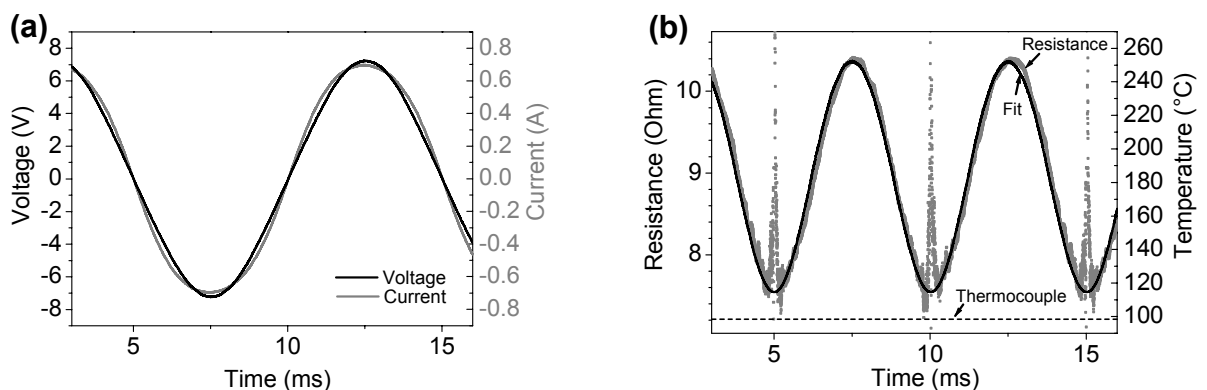 (a)
8
6
4
2
0
-2
-4
-6
-8
Voltage (V)
0.8
0.6
0.4
0.2
0.0
-0.2
-0.4
-0.6
-0.8
Current (A)
Voltage
Current
5
10
15
Time (ms)
(b)
10
9
8
Resistance (Ohm)
260
240
220
200
180
160
140
120
100
Temperature (°C)
Resistance
Fit
Thermocouple
5
10
15
Time (ms)